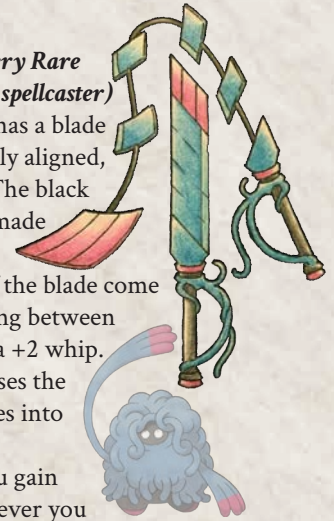 ry Rare
spellcaster)
has a blade
ly aligned,
The black
made
the blade come
ng between
a +2 whip.
ses the
es into
u gain
ever you